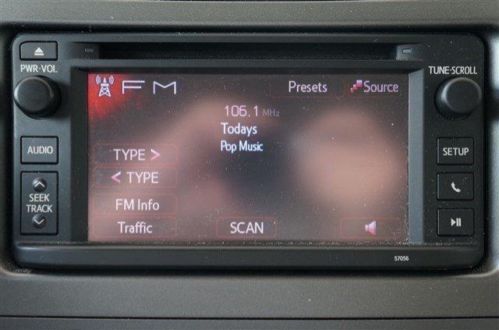 PWR·VOL
TUNE·SCROLL
FM
Presets
Source
106.1 MHz
Todays
Pop Music
AUDIO
SETUP
TYPE >
< TYPE
SEEK
TRACK
FM Info
Traffic
SCAN
57056